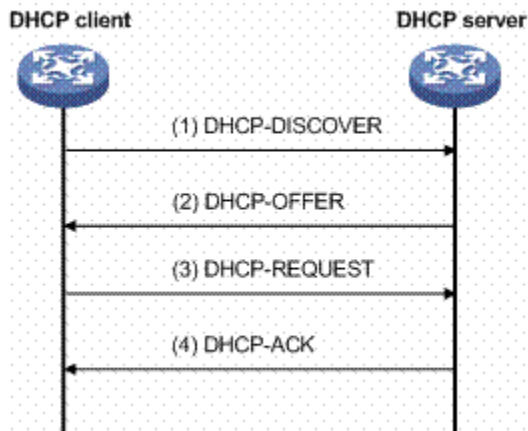 DHCP client
DHCP server
(1) DHCP-DISCOVER
(2) DHCP-OFFER
(3) DHCP-REQUEST
(4) DHCP-ACK